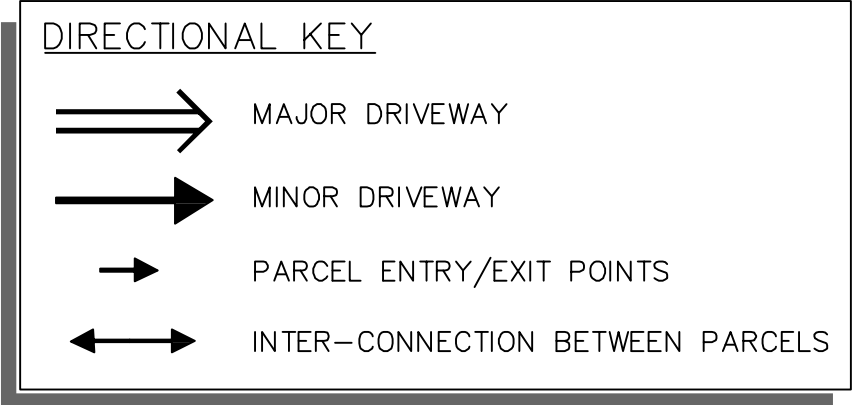 DIRECTIONAL KEY
MAJOR DRIVEWAY
MINOR DRIVEWAY
PARCEL ENTRY/EXIT POINTS
INTER-CONNECTION BETWEEN PARCELS